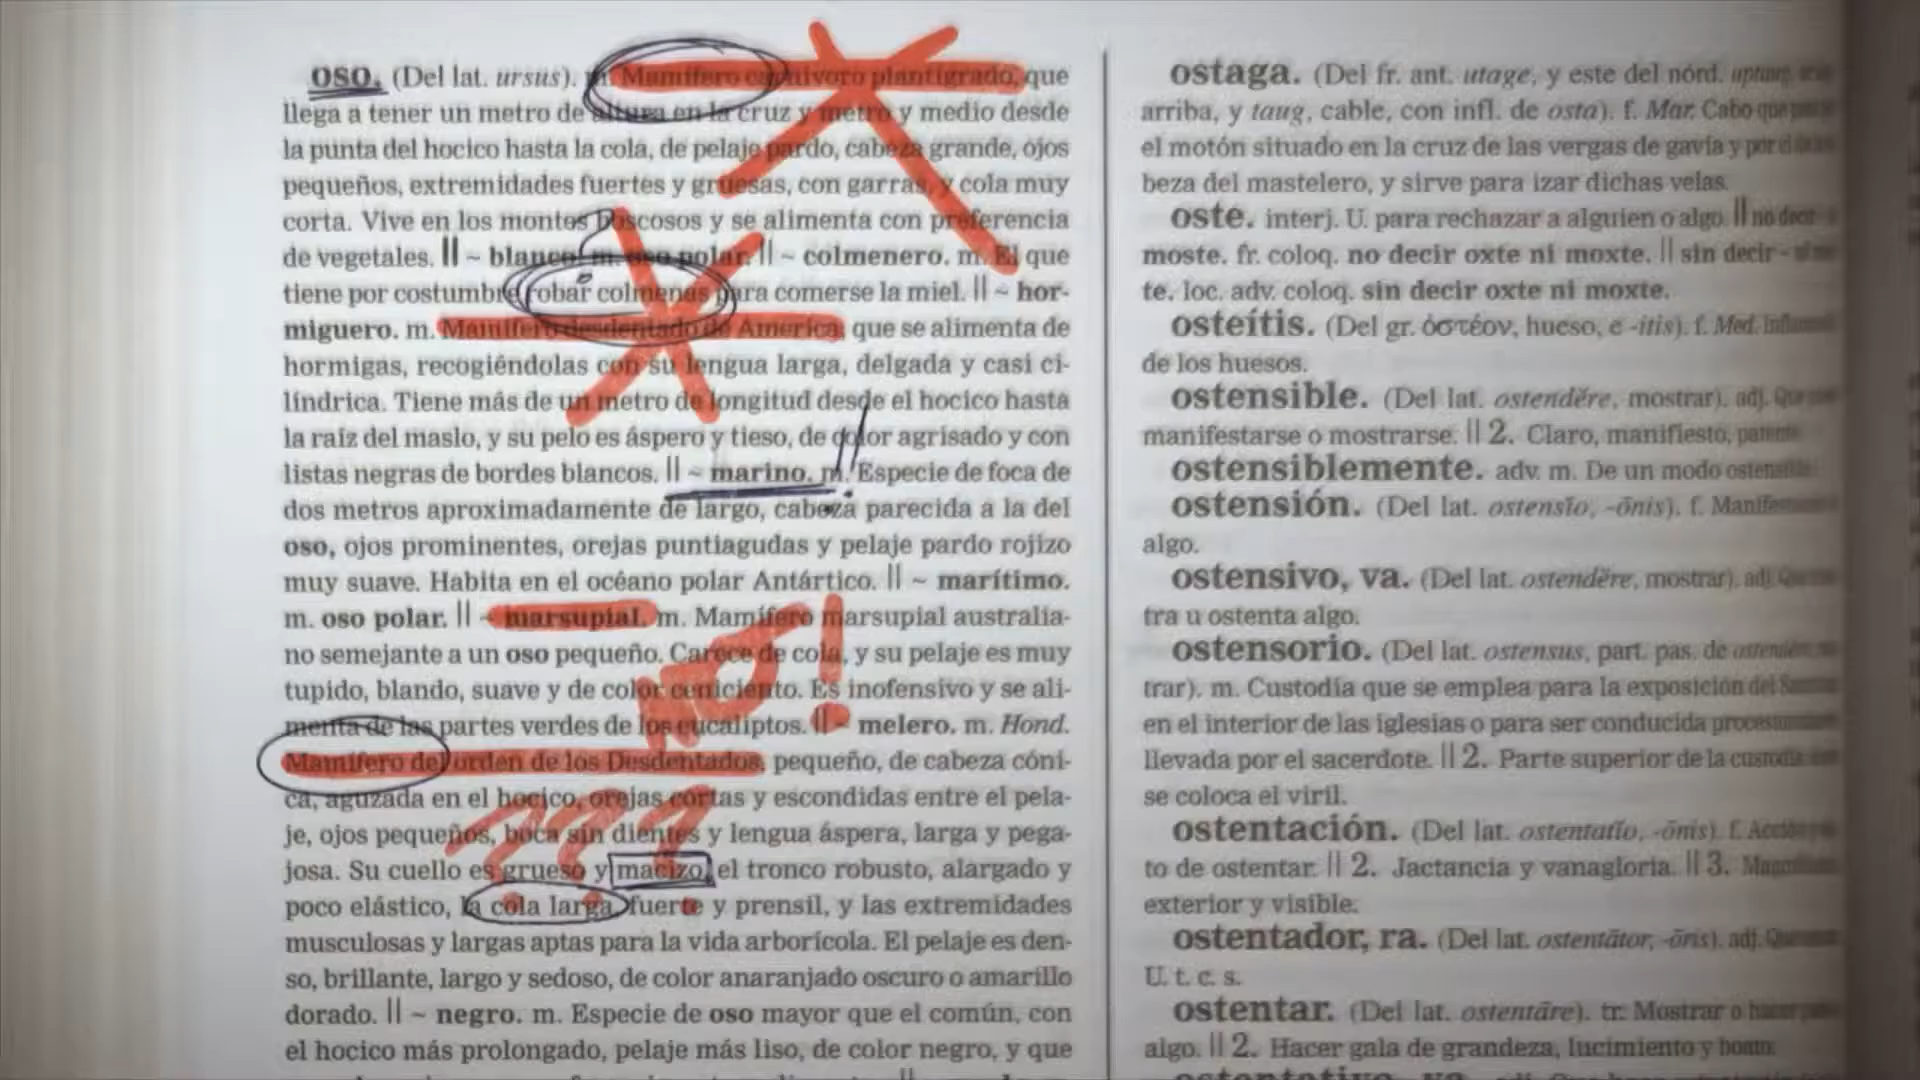 oso. (Del lat. ursus). m. Mamífero carnívoro plantígrado, que
llega a tener un metro de altura en la cruz y metro y medio desde
la punta del hocico hasta la cola, de pelaje pardo, cabeza grande, ojos
pequeños, extremidades fuertes y gruesas, con garras, y cola muy
corta. Vive en los montes boscosos y se alimenta con preferencia
de vegetales. || ~ blanco. m. oso polar. || ~ colmenero. m. El que
tiene por costumbre robar colmenas para comerse la miel. || ~ hor-
miguero. m. Mamífero desdentado de América, que se alimenta de
hormigas, recogiéndolas con su lengua larga, delgada y casi ci-
líndrica. Tiene más de un metro de longitud desde el hocico hasta
la raíz del maslo, y su pelo es áspero y tieso, de color agrisado y con
listas negras de bordes blancos. || ~ marino. m. Especie de foca de
dos metros aproximadamente de largo, cabeza parecida a la del
oso, ojos prominentes, orejas puntiagudas y pelaje pardo rojizo
muy suave. Habita en el océano polar Antártico. || ~ marítimo.
m. oso polar. || ~ marsupial. m. Mamífero marsupial australia-
no semejante a un oso pequeño. Carece de cola, y su pelaje es muy
tupido, blando, suave y de color ceniciento. Es inofensivo y se ali-
menta de las partes verdes de los eucaliptos. || ~ melero. m. Hond.
Mamífero del orden de los Desdentados, pequeño, de cabeza cóni-
ca, aguzada en el hocico, orejas cortas y escondidas entre el pela-
je, ojos pequeños, boca sin dientes y lengua áspera, larga y pega-
josa. Su cuello es grueso y macizo, el tronco robusto, alargado y
poco elástico, la cola larga, fuerte y prensil, y las extremidades
musculosas y largas aptas para la vida arborícola. El pelaje es den-
so, brillante, largo y sedoso, de color anaranjado oscuro o amarillo
dorado. || ~ negro. m. Especie de oso mayor que el común, con
el hocico más prolongado, pelaje más liso, de color negro, y que
NO!
???
!
ostaga. (Del fr. ant. utage, y este del nórd.
arriba, y taug, cable, con infl. de osta). f. Mar. Cabo que
el motón situado en la cruz de las vergas de gavia y por
beza del mastelero, y sirve para izar dichas velas.
oste. interj. U. para rechazar a alguien o algo. || no decir
moste. fr. coloq. no decir oxte ni moxte. || sin decir ~
te. loc. adv. coloq. sin decir oxte ni moxte.
osteítis. (Del gr. ὀστέον, hueso, e -itis). f. Med.
de los huesos.
ostensible. (Del lat. ostendĕre, mostrar). adj.
manifestarse o mostrarse. || 2. Claro, manifiesto, patente.
ostensiblemente. adv. m. De un modo ostensible.
ostensión. (Del lat. ostensĭo, -ōnis). f.
algo.
ostensivo, va. (Del lat. ostendĕre, mostrar). adj.
tra u ostenta algo.
ostensorio. (Del lat. ostensus, part. pas. de
trar). m. Custodia que se emplea para la exposición del
en el interior de las iglesias o para ser conducida
llevada por el sacerdote. || 2. Parte superior de la custodia
se coloca el viril.
ostentación. (Del lat. ostentatĭo, -ōnis). f.
to de ostentar. || 2. Jactancia y vanagloria. || 3.
exterior y visible.
ostentador, ra. (Del lat. ostentātor, -ōris). adj.
U. t. c. s.
ostentar. (Del lat. ostentāre). tr. Mostrar o
algo. || 2. Hacer gala de grandeza, lucimiento y